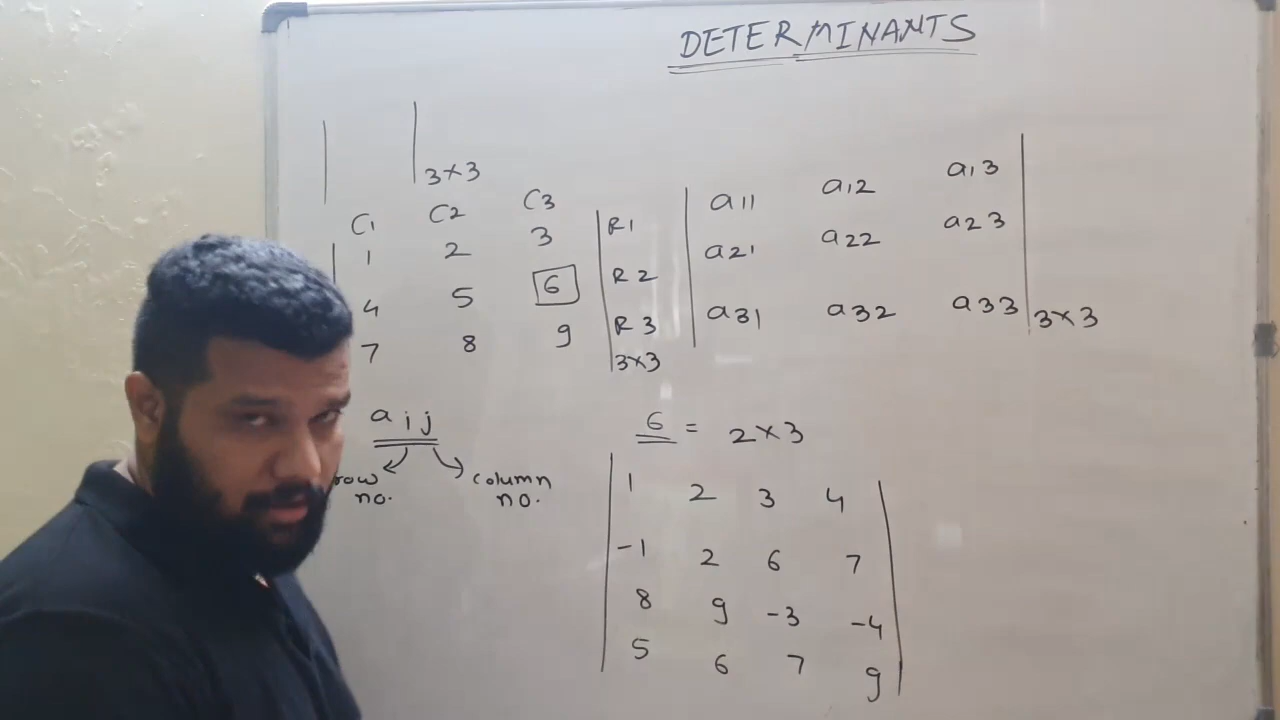 DETERMINANTS
3×3
C1 C2 C3
1 2 3 R1
4 5 6 R2
7 8 9 R3
3×3
a11 a12 a13
a21 a22 a23
a31 a32 a33
3×3
aij
row no.
column no.
6 = 2×3
1 2 3 4
-1 2 6 7
8 9 -3 -4
5 6 7 9